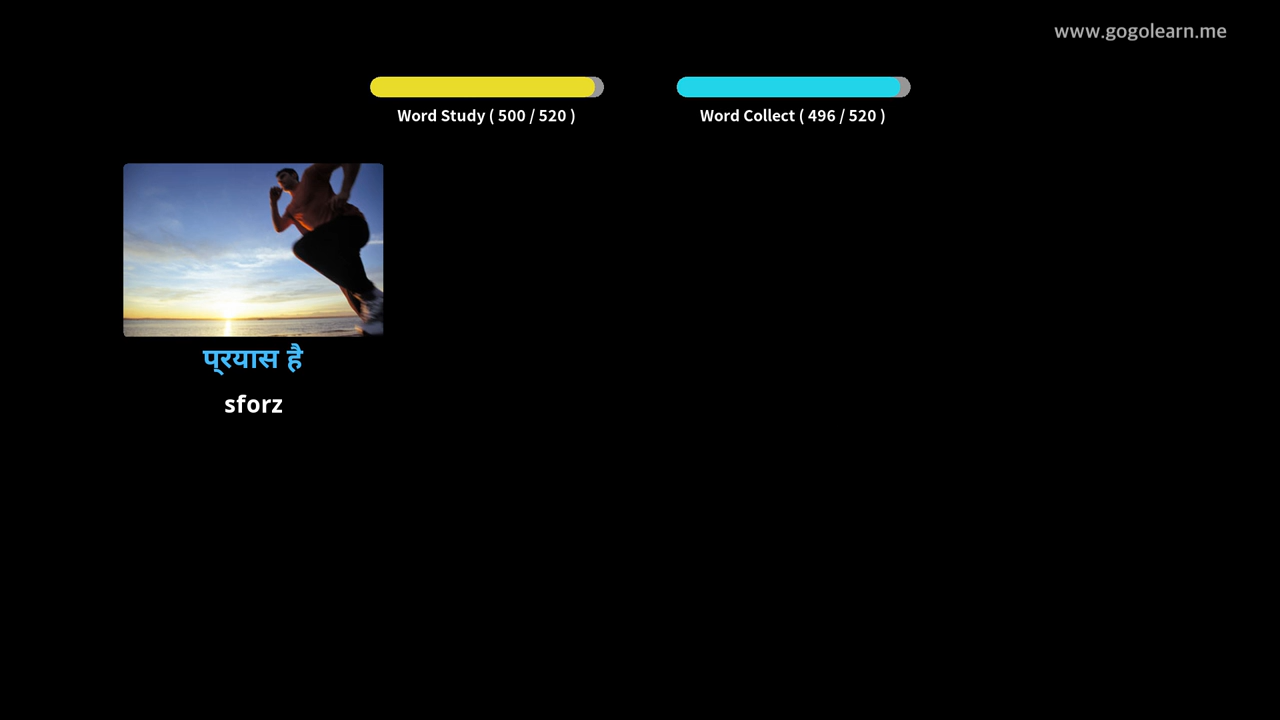 www.gogolearn.me
Word Study ( 500 / 520 )
Word Collect ( 496 / 520 )
प्रयास है
sforz